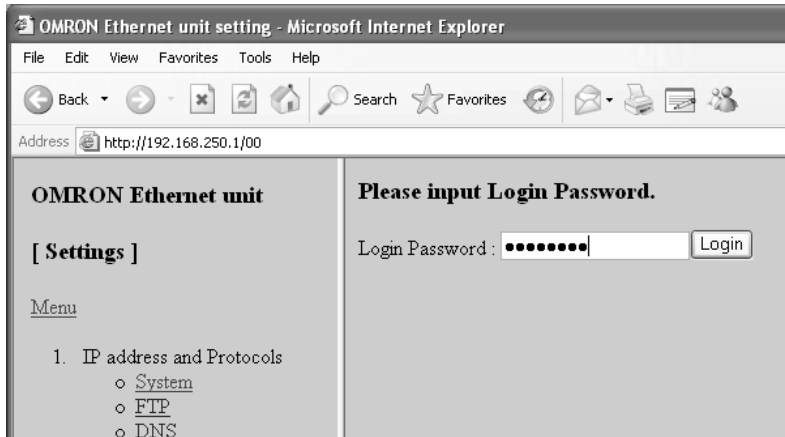 OMRON Ethernet unit setting - Microsoft Internet Explorer
File Edit View Favorites Tools Help
Back Search Favorites
Address http://192.168.250.1/00
OMRON Ethernet unit
[ Settings ]
Menu
1. IP address and Protocols
System
FTP
DNS
Please input Login Password.
Login Password : ●●●●●●●● Login